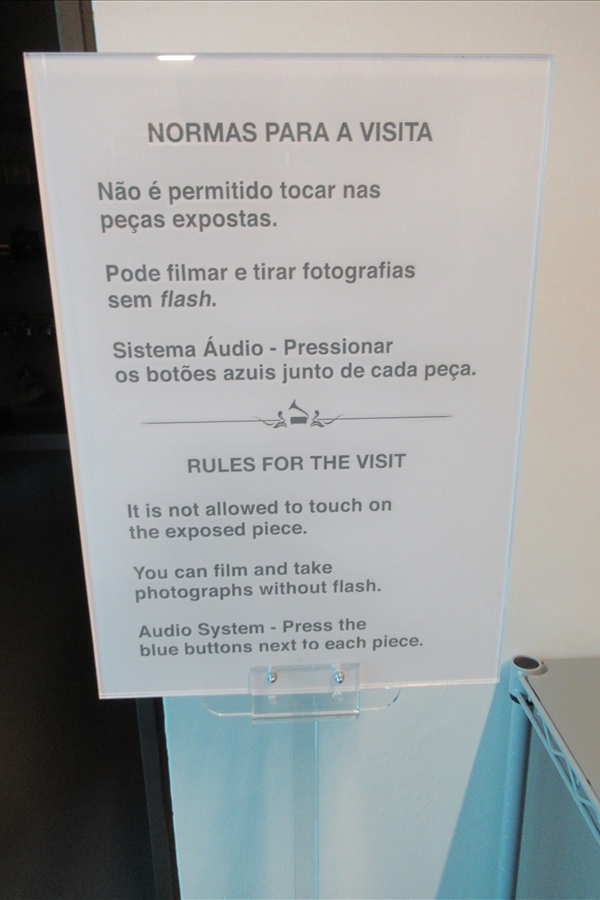 NORMAS PARA A VISITA
Não é permitido tocar nas
peças expostas.
Pode filmar e tirar fotografias
sem flash.
Sistema Áudio - Pressionar
os botões azuis junto de cada peça.
RULES FOR THE VISIT
It is not allowed to touch on
the exposed piece.
You can film and take
photographs without flash.
Audio System - Press the
blue buttons next to each piece.